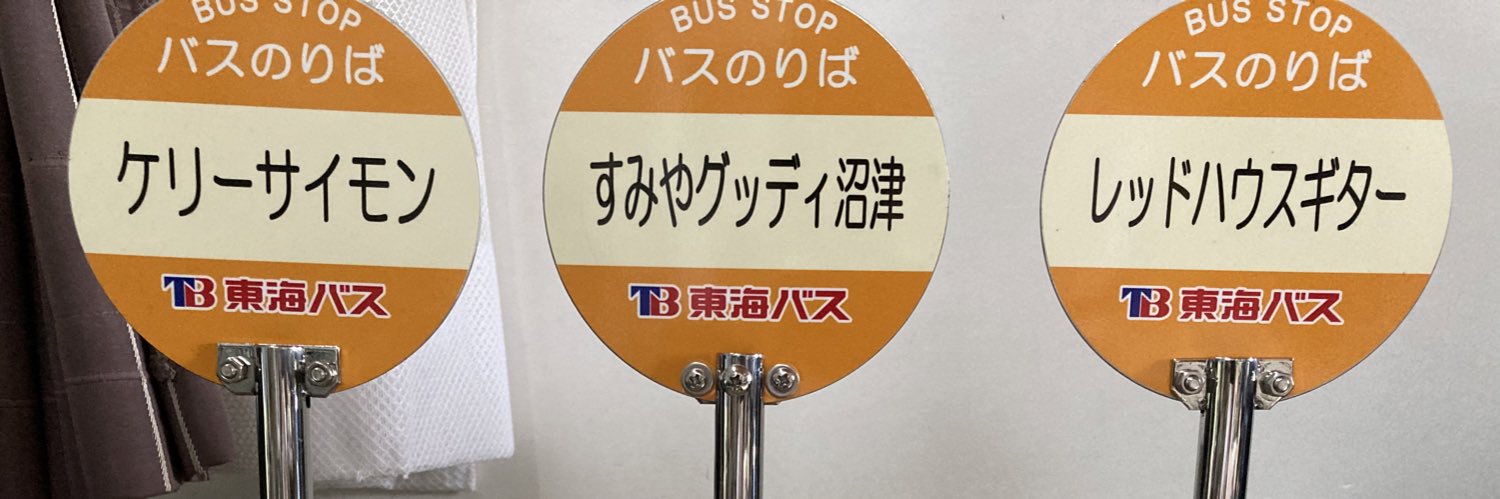 BUS STOP
バスのりば
ケリーサイモン
TB 東海バス
BUS STOP
バスのりば
すみやグッディ沼津
TB 東海バス
BUS STOP
バスのりば
レッドハウスギター
TB 東海バス